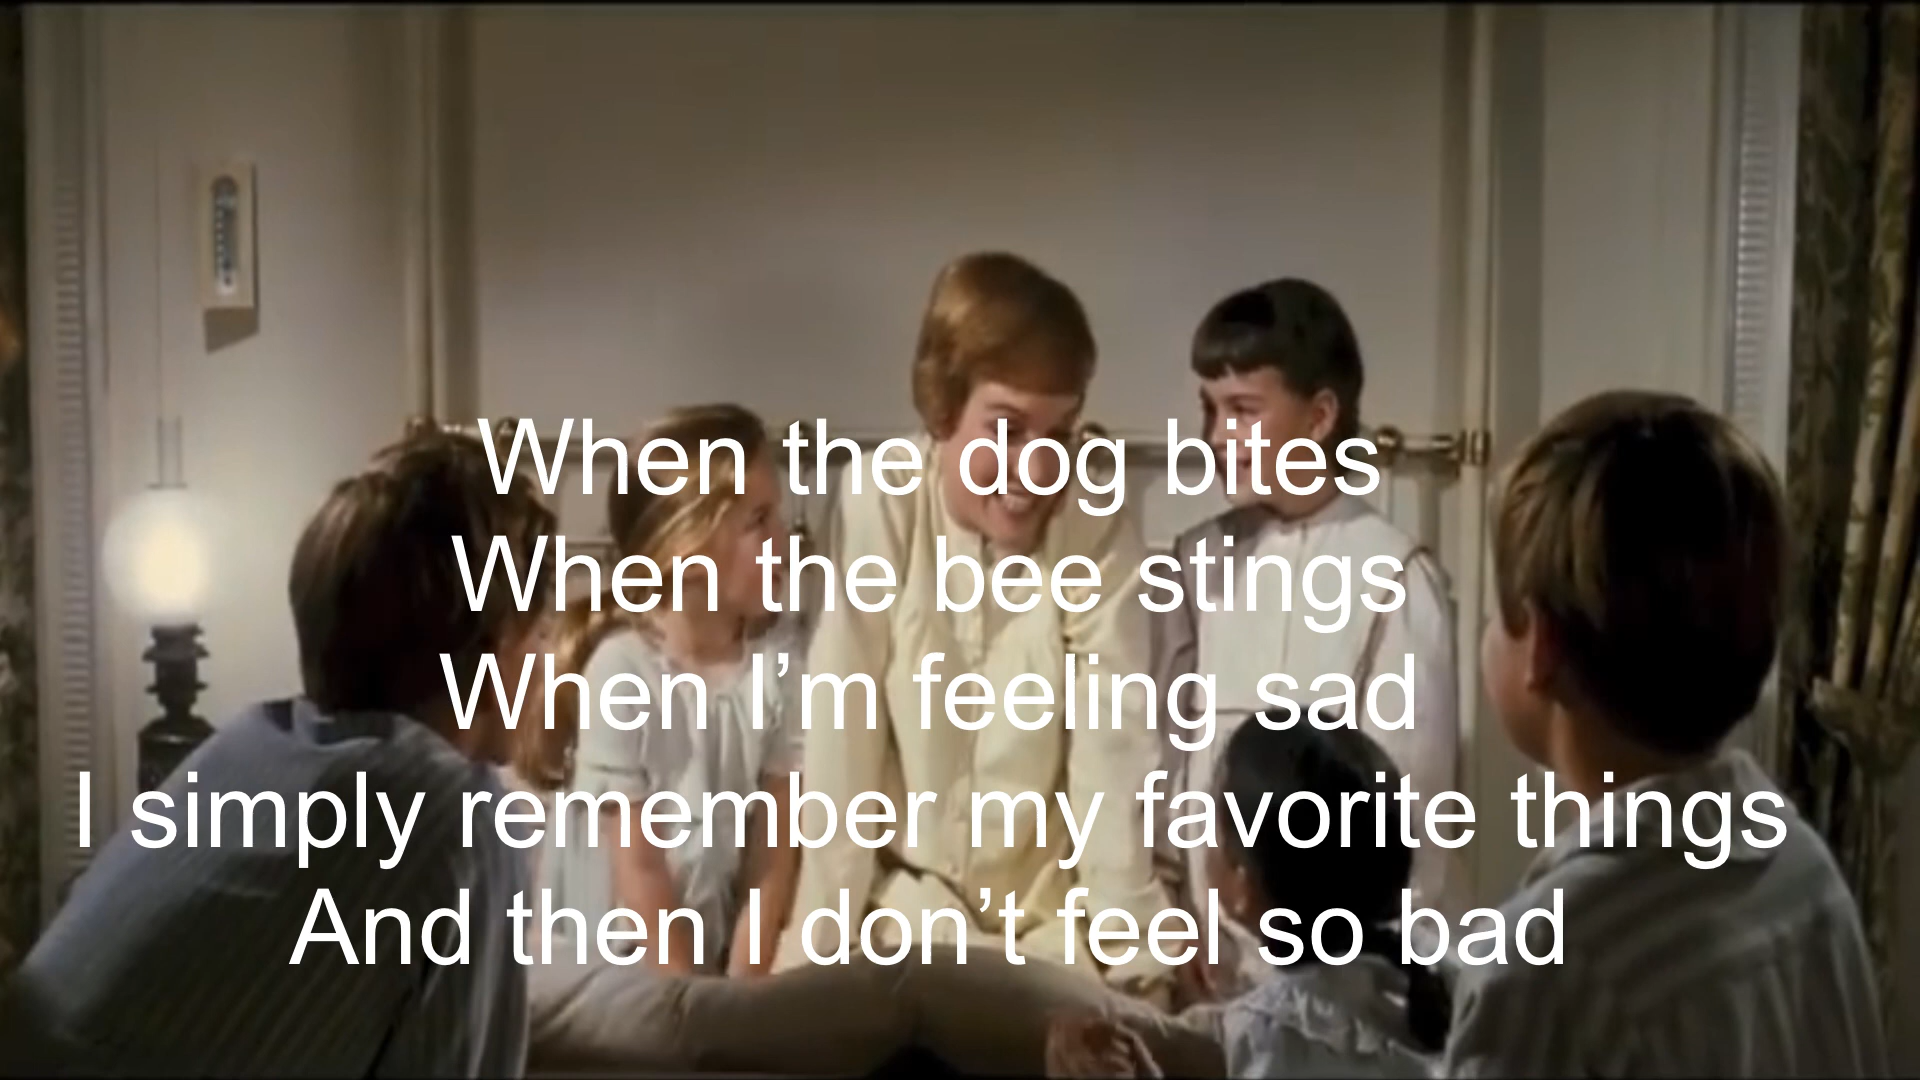 When the dog bites
When the bee stings
When I’m feeling sad
I simply remember my favorite things
And then I don’t feel so bad